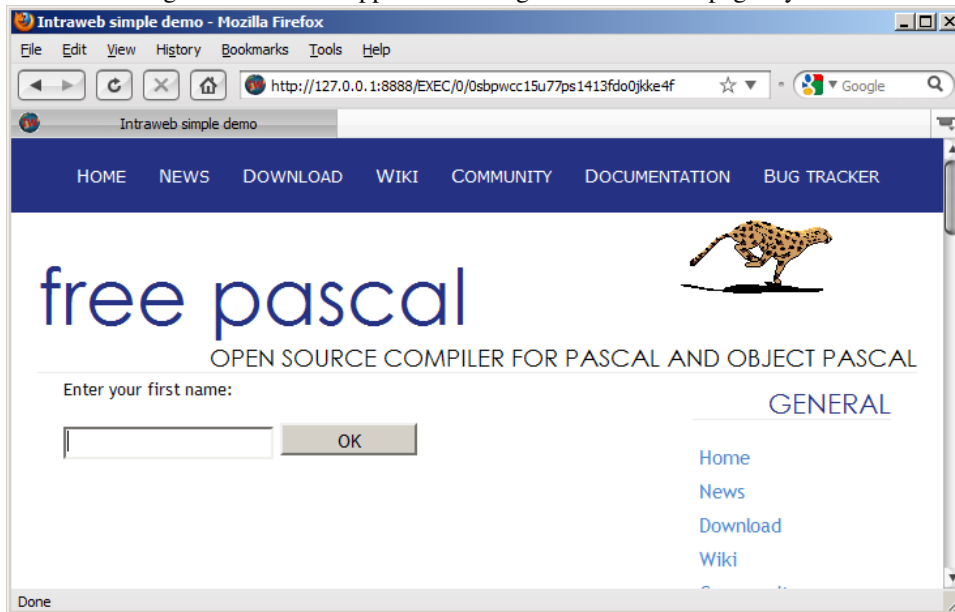 Intraweb simple demo - Mozilla Firefox
File Edit View History Bookmarks Tools Help
http://127.0.0.1:8888/EXEC/0/0sbpwcc15u77ps1413fdo0jkke4f Google
Intraweb simple demo
HOME NEWS DOWNLOAD WIKI COMMUNITY DOCUMENTATION BUG TRACKER
free pascal
OPEN SOURCE COMPILER FOR PASCAL AND OBJECT PASCAL
Enter your first name:
GENERAL
OK
Home
News
Download
Wiki
Done